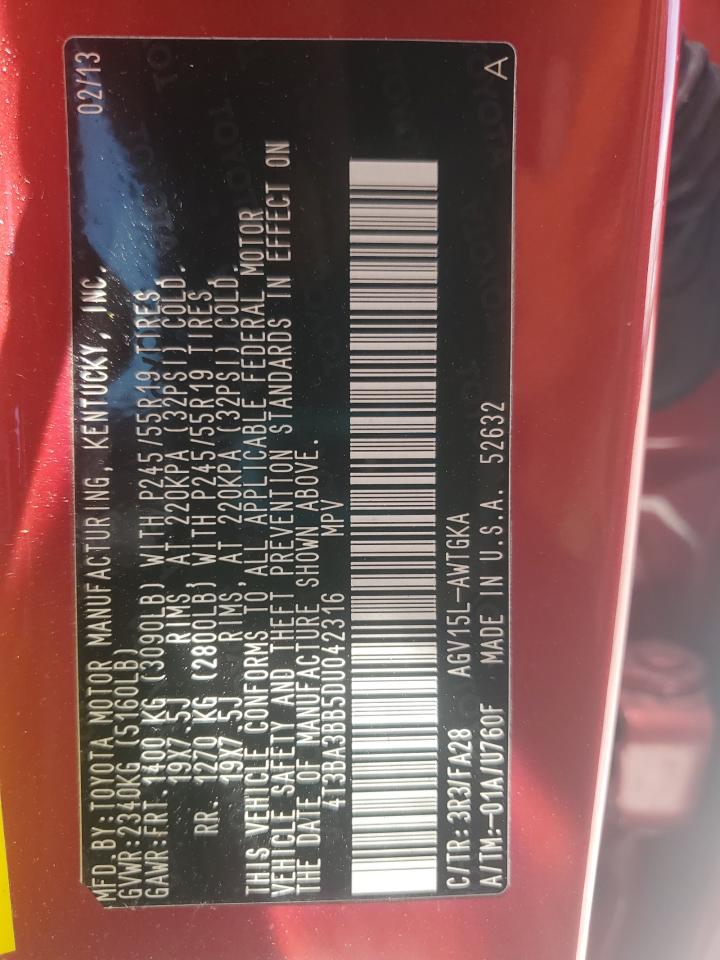 MFD.BY:TOYOTA MOTOR MANUFACTURING, KENTUCKY, INC. 02/13
GVWR:2340KG (5160LB)
GAWR:FRT.1400 KG (3090LB) WITH P245/55R19 TIRES,
19X7.5J RIMS, AT 220KPA (32PSI) COLD.
RR. 1270 KG (2800LB) WITH P245/55R19 TIRES,
19X7.5J RIMS, AT 220KPA (32PSI) COLD.
THIS VEHICLE CONFORMS TO ALL APPLICABLE FEDERAL MOTOR
VEHICLE SAFETY AND THEFT PREVENTION STANDARDS IN EFFECT ON
THE DATE OF MANUFACTURE SHOWN ABOVE.
4T3BA3BB5DU042316 MPV
C/TR:3R3/FA28 AGV15L-AWTGKA
A/TM:-01A/U760F MADE IN U.S.A. 52632 A